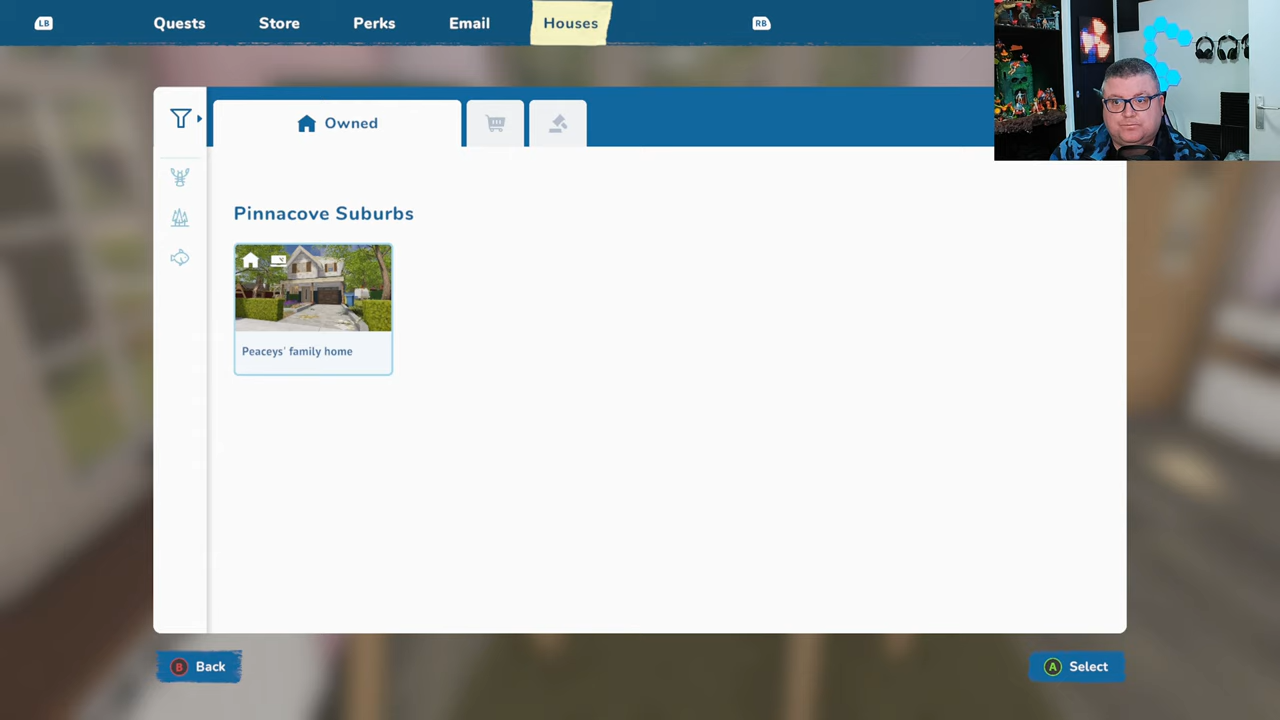 LB Quests Store Perks Email Houses RB
Owned
Pinnacove Suburbs
Peaceys' family home
B Back
A Select